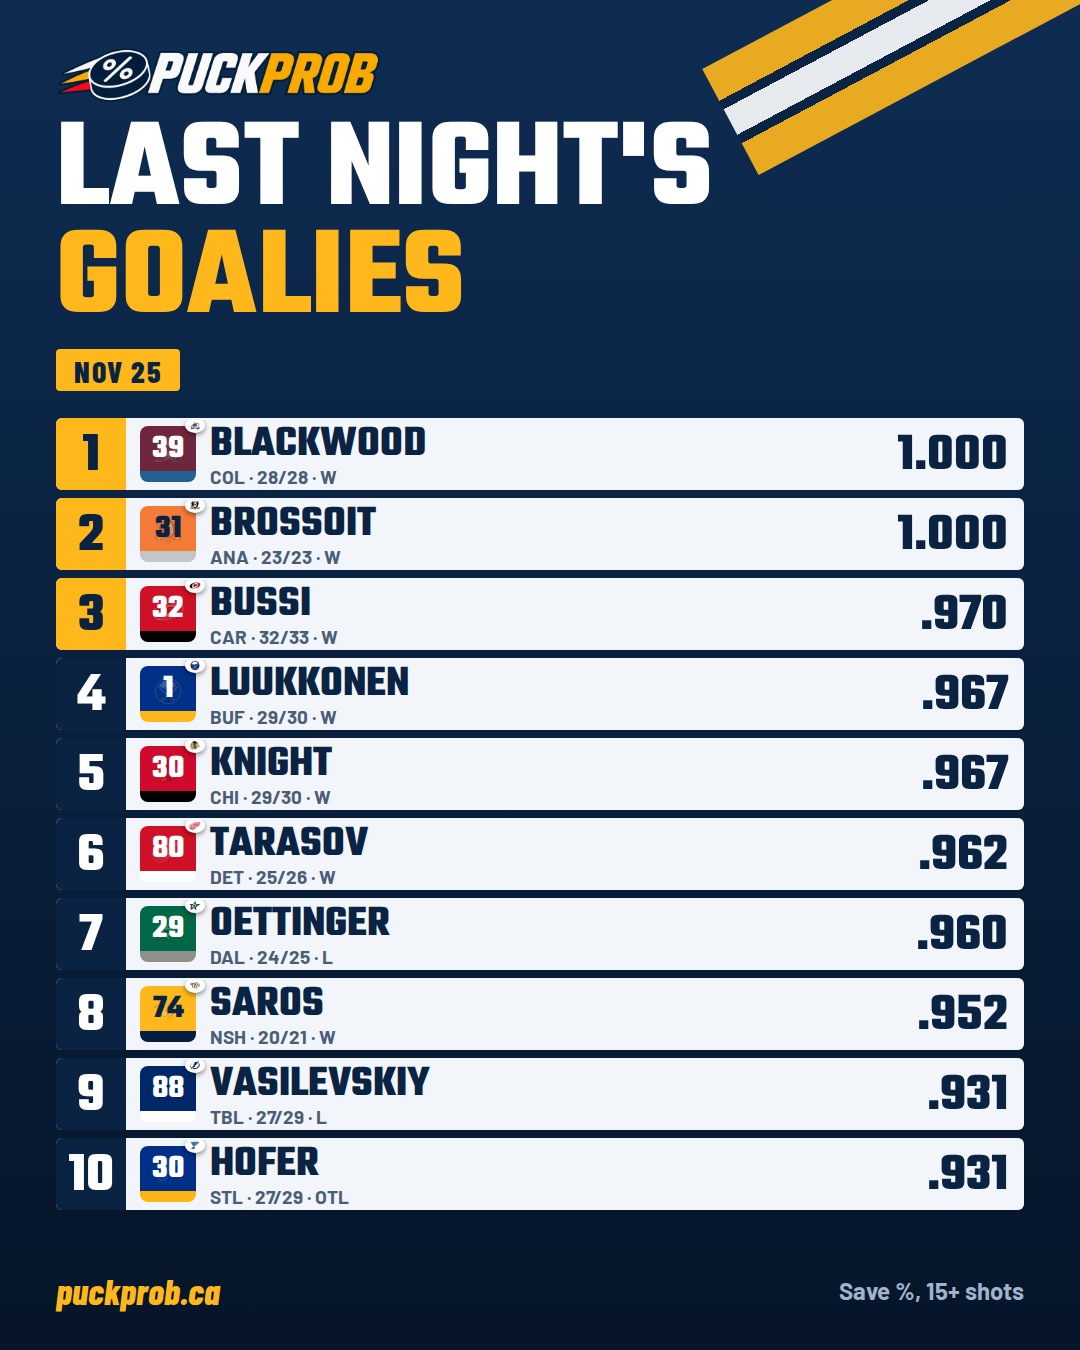 % PUCKPROB
LAST NIGHT'S
GOALIES
NOV 25
1 39 BLACKWOOD 1.000
COL · 28/28 · W
2 31 BROSSOIT 1.000
ANA · 23/23 · W
3 32 BUSSI .970
CAR · 32/33 · W
4 1 LUUKKONEN .967
BUF · 29/30 · W
5 30 KNIGHT .967
CHI · 29/30 · W
6 80 TARASOV .962
DET · 25/26 · W
7 29 OETTINGER .960
DAL · 24/25 · L
8 74 SAROS .952
NSH · 20/21 · W
9 88 VASILEVSKIY .931
TBL · 27/29 · L
10 30 HOFER .931
STL · 27/29 · OTL
puckprob.ca
Save %, 15+ shots